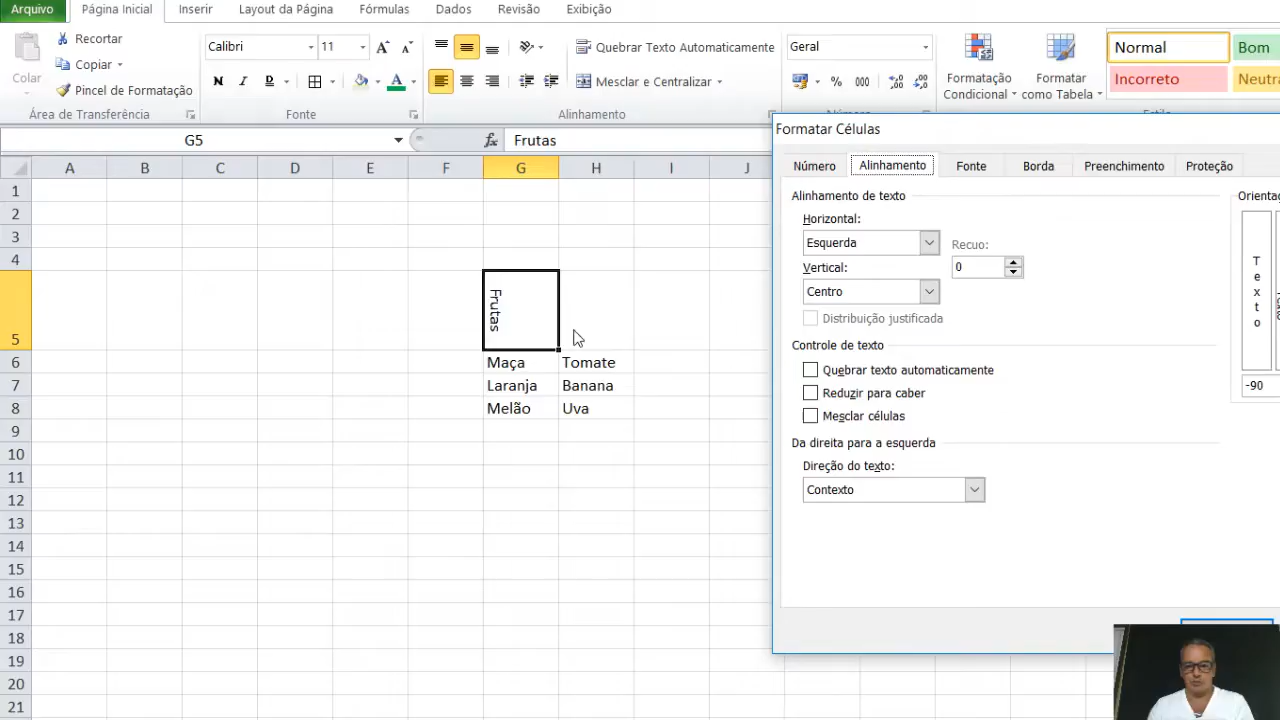 Arquivo Página Inicial Inserir Layout da Página Fórmulas Dados Revisão Exibição
Colar
Recortar
Copiar
Pincel de Formatação
Área de Transferência
Calibri 11
N I D A
Fonte
Quebrar Texto Automaticamente
Mesclar e Centralizar
Alinhamento
Geral
% 000
Formatação Condicional
Formatar como Tabela
Normal Bom
Incorreto
G5 fx Frutas
A B C D E F G H I J
1
2
3
4
5 Frutas
6 Maça Tomate
7 Laranja Banana
8 Melão Uva
9
10
11
12
13
14
15
16
17
18
19
20
21
Formatar Células
Número Alinhamento Fonte Borda Preenchimento Proteção
Alinhamento de texto
Horizontal:
Esquerda
Recuo:
0
Vertical:
Centro
Distribuição justificada
Controle de texto
Quebrar texto automaticamente
Reduzir para caber
Mesclar células
Da direita para a esquerda
Direção do texto:
Contexto
Texto
-90